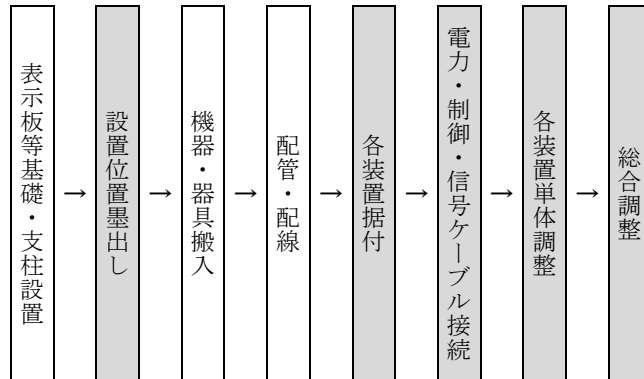 表示板等基礎・支柱設置
→
設置位置墨出し
→
機器・器具搬入
→
配管・配線
→
各装置据付
→
電力・制御・信号ケーブル接続
→
各装置単体調整
→
総合調整